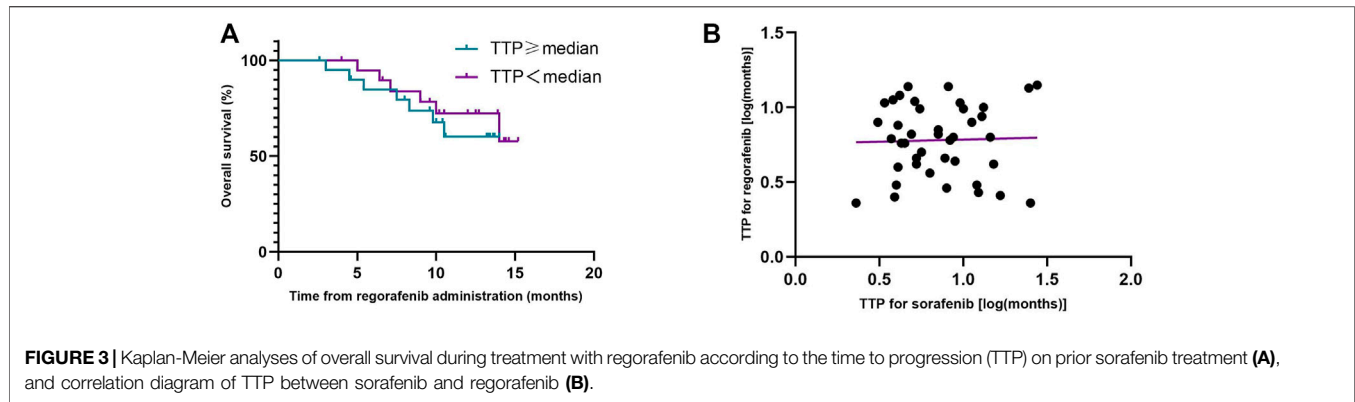 A
TTP≥median
TTP<median
Overall survival (%)
100
50
0
0 5 10 15 20
Time from regorafenib administration (months)
B
TTP for regorafenib [log(months)]
1.5
1.0
0.5
0.0
0.0 0.5 1.0 1.5 2.0
TTP for sorafenib [log(months)]
FIGURE 3 | Kaplan-Meier analyses of overall survival during treatment with regorafenib according to the time to progression (TTP) on prior sorafenib treatment (A),
and correlation diagram of TTP between sorafenib and regorafenib (B).